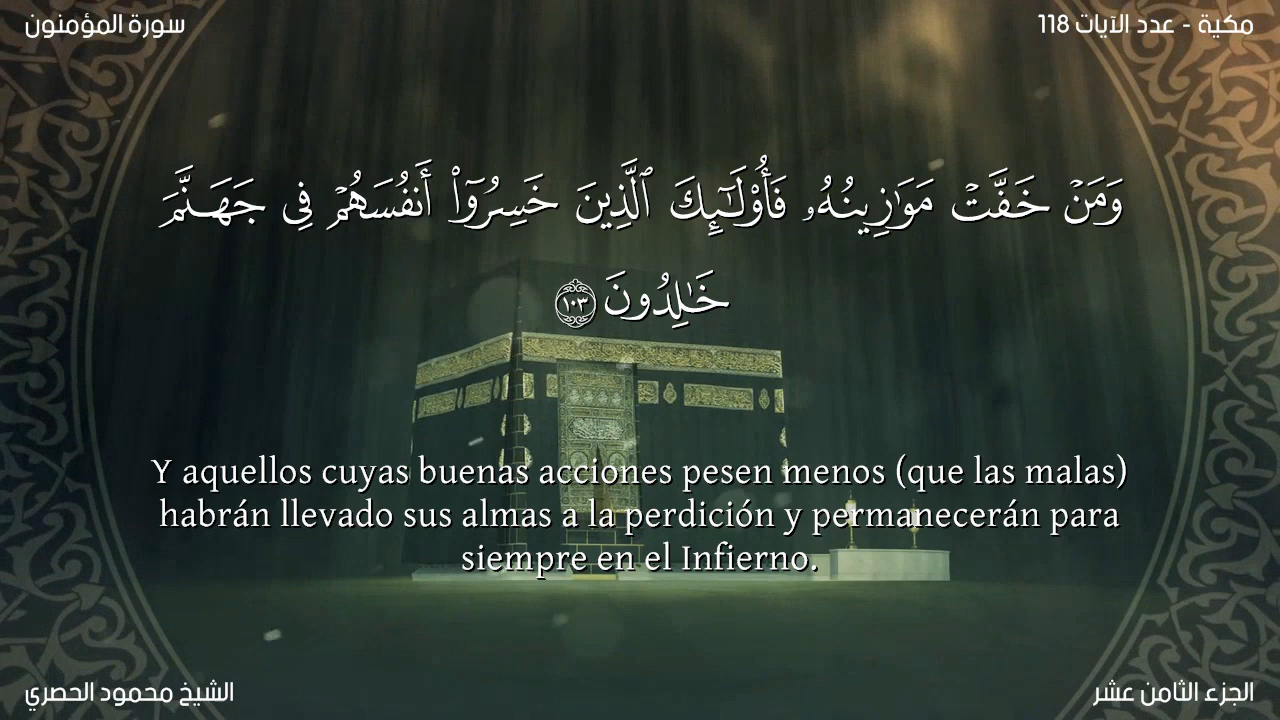 سورة المؤمنون
مكية - عدد الآيات 118
وَمَنْ خَفَّتْ مَوَٰزِينُهُۥ فَأُو۟لَـٰٓئِكَ ٱلَّذِينَ خَسِرُوٓا۟ أَنفُسَهُمْ فِى جَهَنَّمَ
خَـٰلِدُونَ ١٠٣
Y aquellos cuyas buenas acciones pesen menos (que las malas)
habrán llevado sus almas a la perdición y permanecerán para
siempre en el Infierno.
الشيخ محمود الحصري
الجزء الثامن عشر